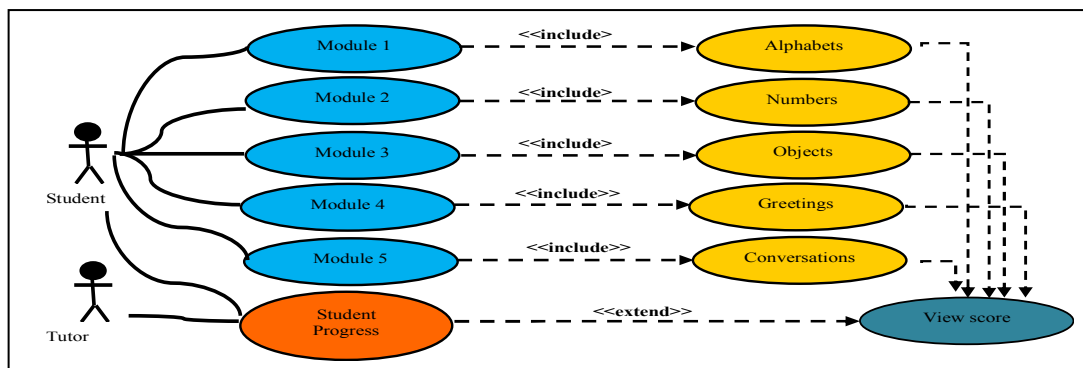 Module 1
<<include>
Alphabets
Module 2
<<include>
Numbers
Module 3
<<include>
Objects
Student
Module 4
<<include>>
Greetings
Module 5
<<include>>
Conversations
Tutor
Student
Progress
<<extend>>
View score